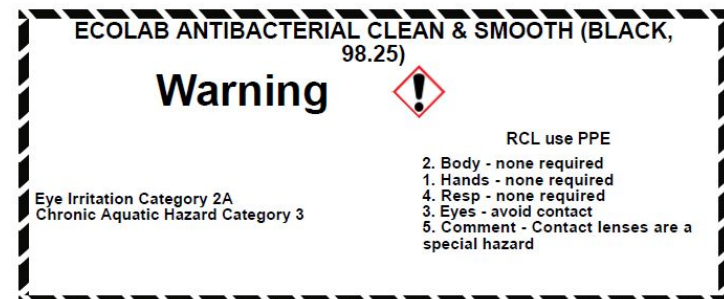 ECOLAB ANTIBACTERIAL CLEAN & SMOOTH (BLACK,
98.25)
Warning
RCL use PPE
2. Body - none required
1. Hands - none required
4. Resp - none required
3. Eyes - avoid contact
5. Comment - Contact lenses are a
special hazard
Eye Irritation Category 2A
Chronic Aquatic Hazard Category 3